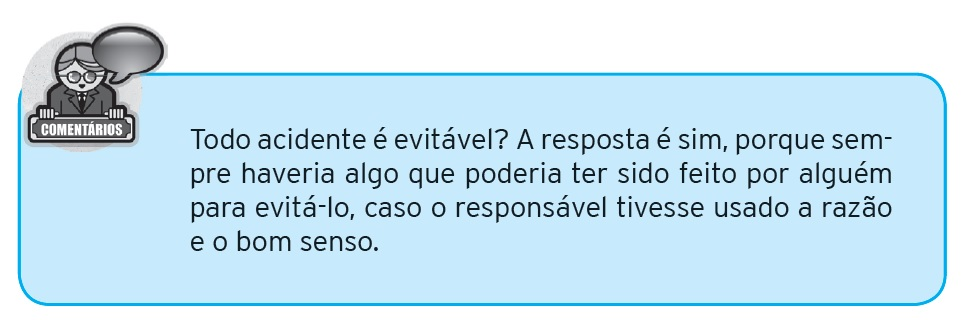 COMENTÁRIOS
Todo acidente é evitável? A resposta é sim, porque sem-
pre haveria algo que poderia ter sido feito por alguém
para evitá-lo, caso o responsável tivesse usado a razão
e o bom senso.